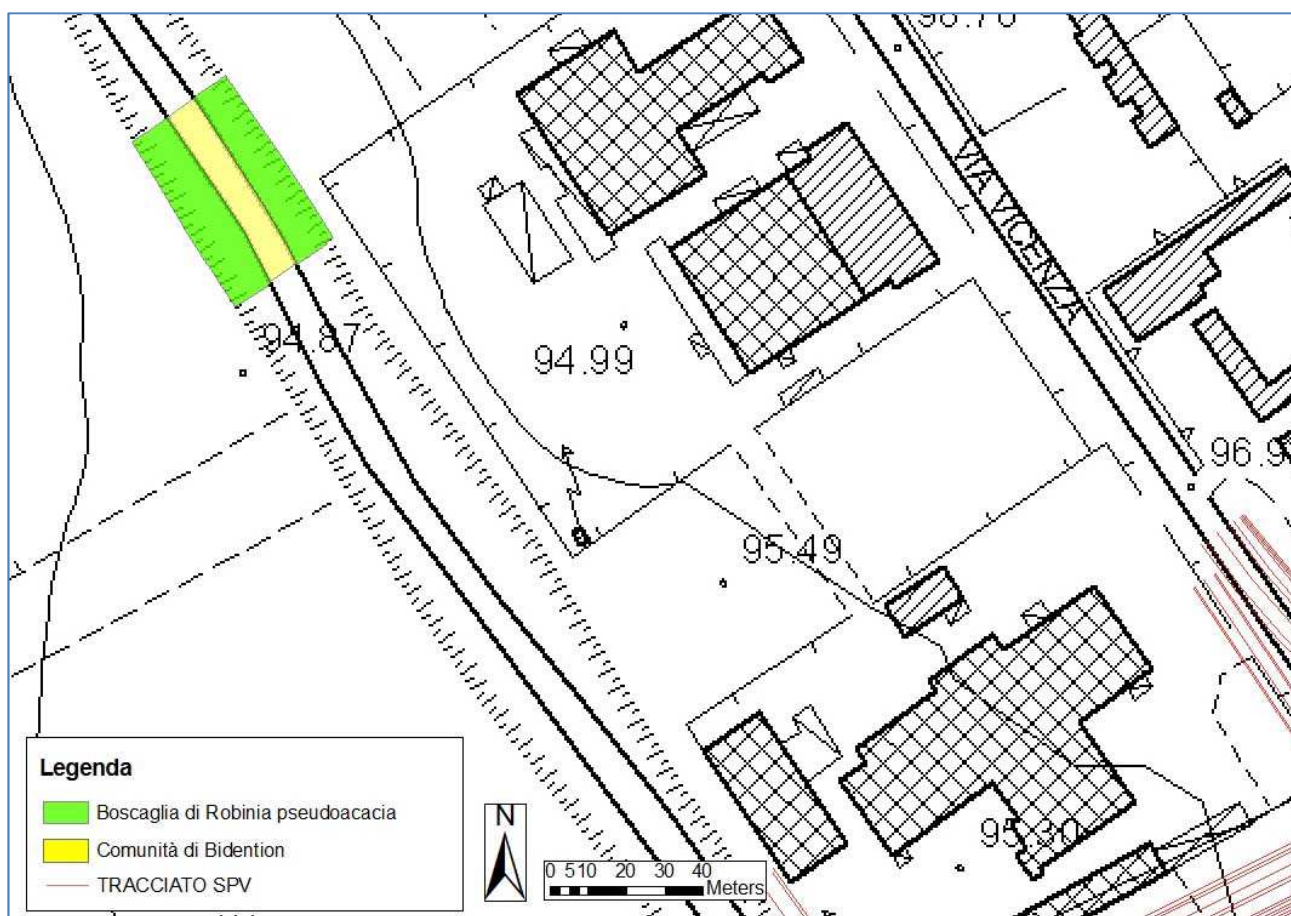 VIA VICENZA
94.87
94.99
95.49
95.30
Legenda
Boscaglia di Robinia pseudoacacia
Comunità di Bidention
TRACCIATO SPV
N
0 5 10 20 30 40
Meters